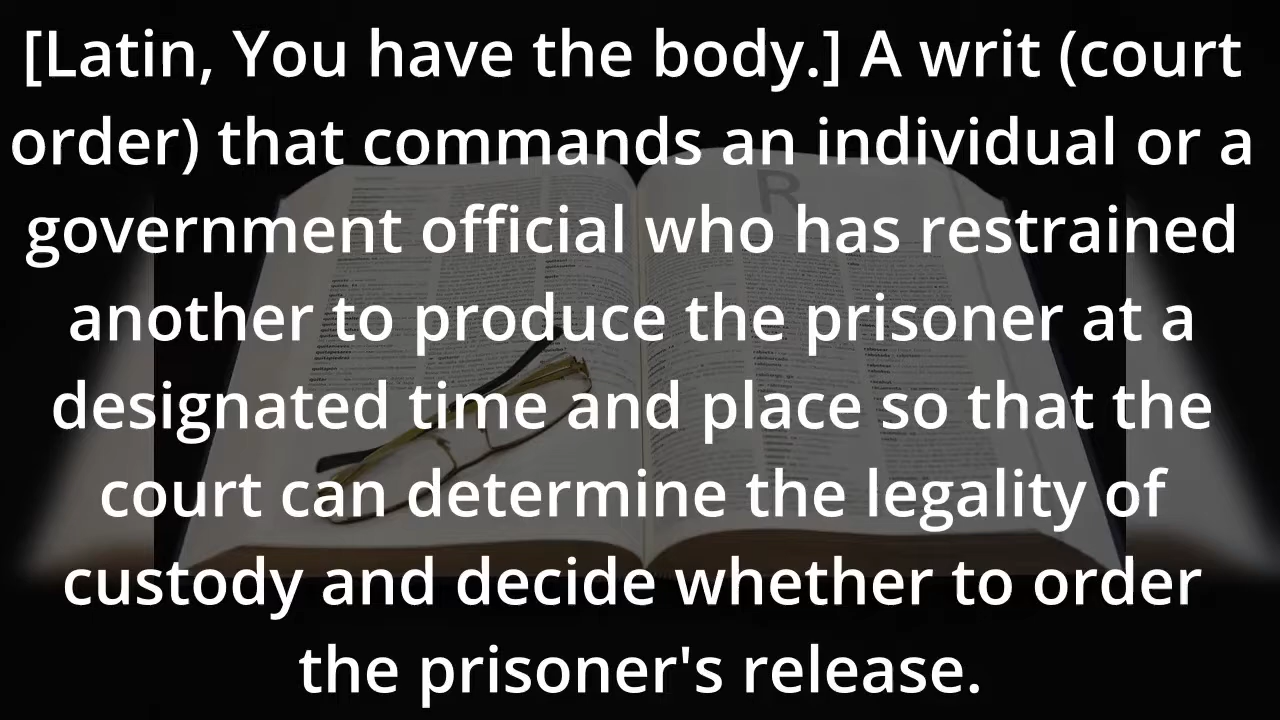 [Latin, You have the body.] A writ (court
order) that commands an individual or a
government official who has restrained
another to produce the prisoner at a
designated time and place so that the
court can determine the legality of
custody and decide whether to order
the prisoner's release.
R